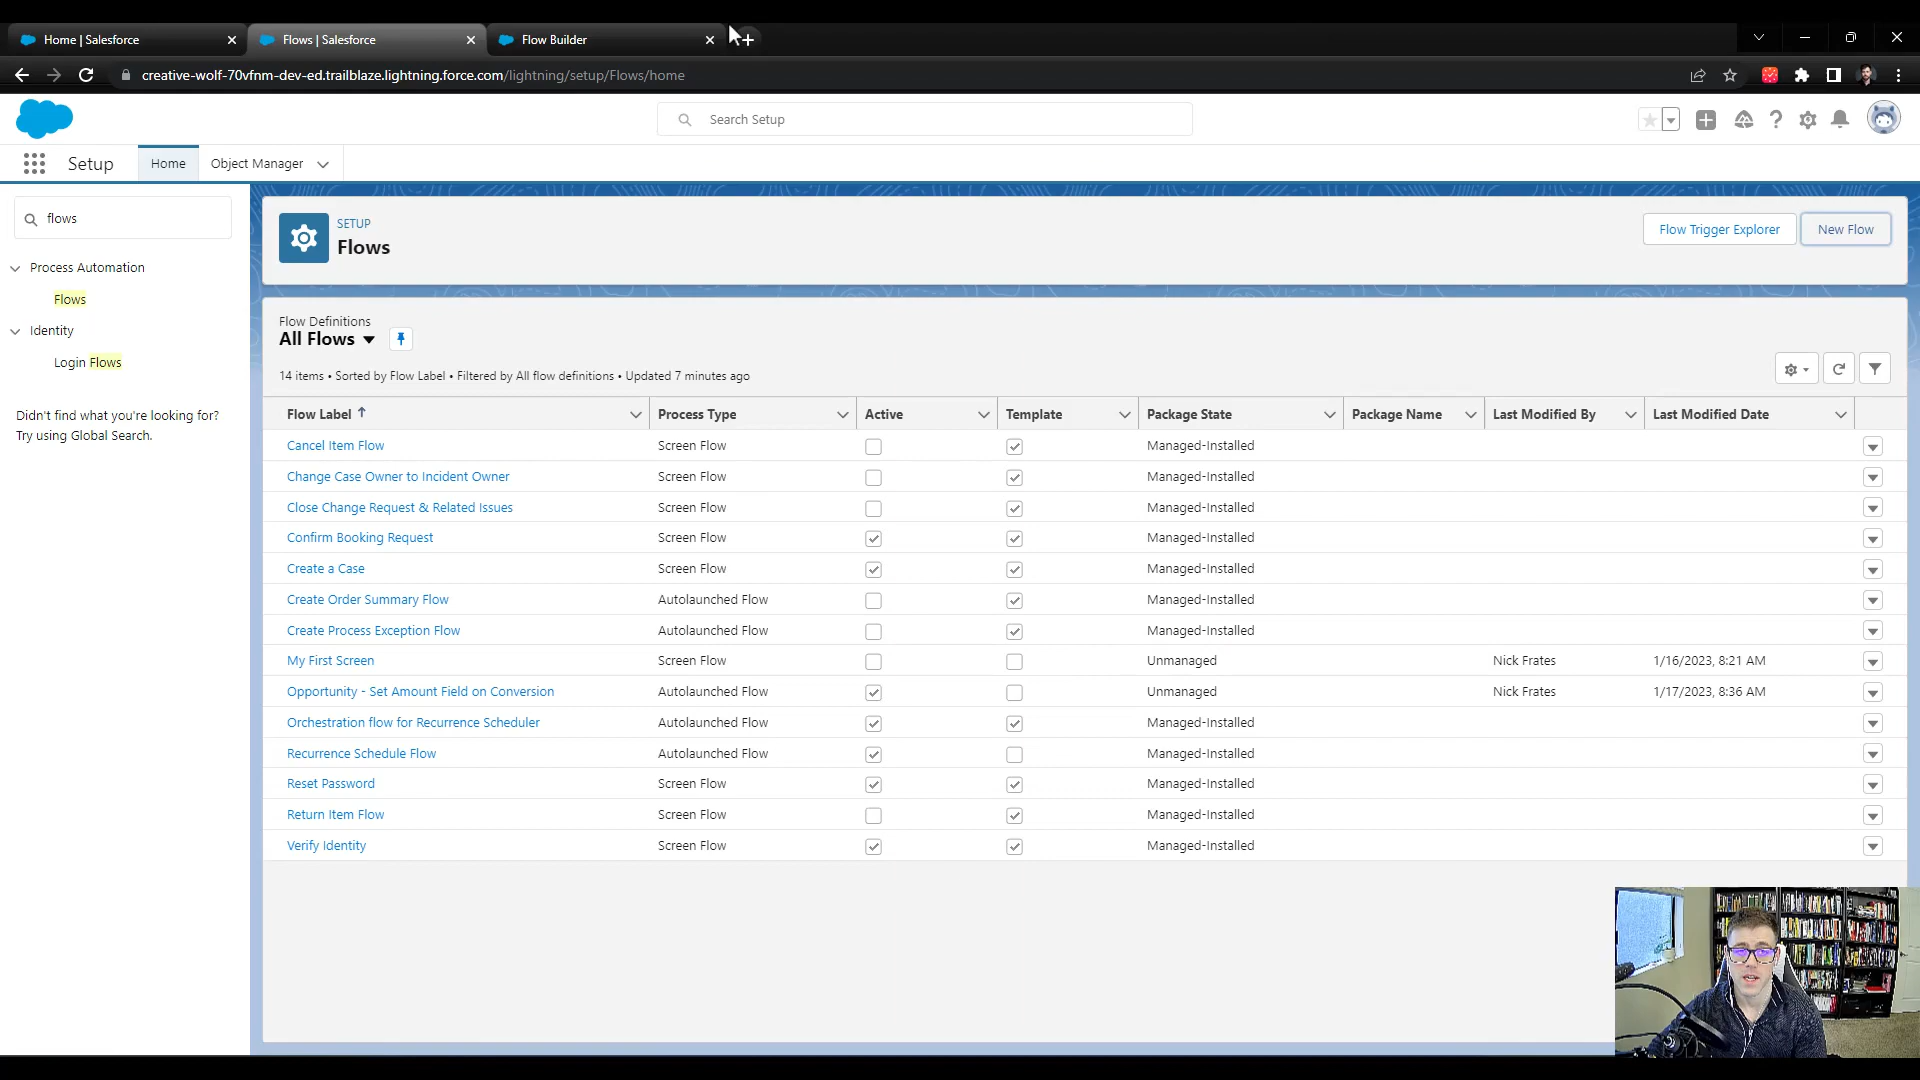 Home | Salesforce
Flows | Salesforce
Flow Builder
creative-wolf-70vfnm-dev-ed.trailblaze.lightning.force.com/lightning/setup/Flows/home
Search Setup
Setup
Home
Object Manager
flows
Process Automation
Flows
Identity
Login Flows
Didn't find what you're looking for?
Try using Global Search.
SETUP
Flows
Flow Trigger Explorer
New Flow
Flow Definitions
All Flows
14 items • Sorted by Flow Label • Filtered by All flow definitions • Updated 7 minutes ago
Flow Label Process Type Active Template Package State Package Name Last Modified By Last Modified Date
Cancel Item Flow Screen Flow Managed-Installed
Change Case Owner to Incident Owner Screen Flow Managed-Installed
Close Change Request & Related Issues Screen Flow Managed-Installed
Confirm Booking Request Screen Flow Managed-Installed
Create a Case Screen Flow Managed-Installed
Create Order Summary Flow Autolaunched Flow Managed-Installed
Create Process Exception Flow Autolaunched Flow Managed-Installed
My First Screen Screen Flow Unmanaged Nick Frates 1/16/2023, 8:21 AM
Opportunity - Set Amount Field on Conversion Autolaunched Flow Unmanaged Nick Frates 1/17/2023, 8:36 AM
Orchestration flow for Recurrence Scheduler Autolaunched Flow Managed-Installed
Recurrence Schedule Flow Autolaunched Flow Managed-Installed
Reset Password Screen Flow Managed-Installed
Return Item Flow Screen Flow Managed-Installed
Verify Identity Screen Flow Managed-Installed